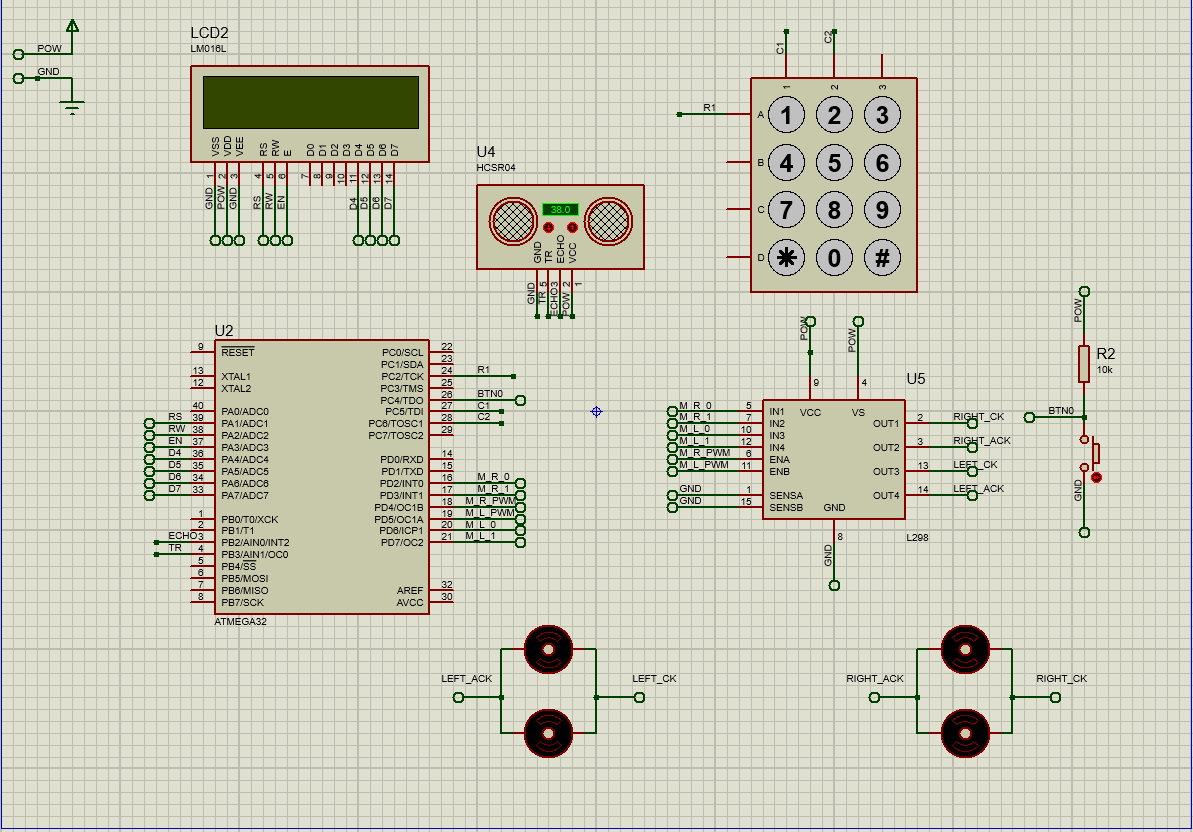 POW
GND
LCD2
LM016L
VSS
VDD
VEE
RS
RW
E
D0
D1
D2
D3
D4
D5
D6
D7
1
2
3
4
5
6
7
8
9
10
11
12
13
14
GND
POW
GND
RS
RW
EN
D4
D5
D6
D7
U4
HCSR04
38.0
GND
TR
ECHO
VCC
5
3
2
1
GND
TR
ECHO
POW
C1
C2
R1
1
2
3
A
1
2
3
B
4
5
6
C
7
8
9
D
0
#
U2
9 RESET
13 XTAL1
12 XTAL2
40 PA0/ADC0
RS 39 PA1/ADC1
RW 38 PA2/ADC2
EN 37 PA3/ADC3
D4 36 PA4/ADC4
D5 35 PA5/ADC5
D6 34 PA6/ADC6
D7 33 PA7/ADC7
1 PB0/T0/XCK
2 PB1/T1
ECHO 3 PB2/AIN0/INT2
TR 4 PB3/AIN1/OC0
5 PB4/SS
6 PB5/MOSI
7 PB6/MISO
8 PB7/SCK
PC0/SCL 22
PC1/SDA 23
PC2/TCK 24 R1
PC3/TMS 25
PC4/TDO 26 BTN0
PC5/TDI 27 C1
PC6/TOSC1 28 C2
PC7/TOSC2 29
PD0/RXD 14
PD1/TXD 15
PD2/INT0 16 M_R_0
PD3/INT1 17 M_R_1
PD4/OC1B 18 M_R_PWM
PD5/OC1A 19 M_L_PWM
PD6/ICP1 20 M_L_0
PD7/OC2 21 M_L_1
AREF 32
AVCC 30
ATMEGA32
POW
POW
9
4
U5
VCC
VS
M_R_0 5 IN1
M_R_1 7 IN2
M_L_0 10 IN3
M_L_1 12 IN4
M_R_PWM 6 ENA
M_L_PWM 11 ENB
GND 1 SENSA
GND 15 SENSB
OUT1 2 RIGHT_CK
OUT2 3 RIGHT_ACK
OUT3 13 LEFT_CK
OUT4 14 LEFT_ACK
GND
8
L298
GND
POW
R2
10k
BTN0
GND
LEFT_ACK
LEFT_CK
RIGHT_ACK
RIGHT_CK